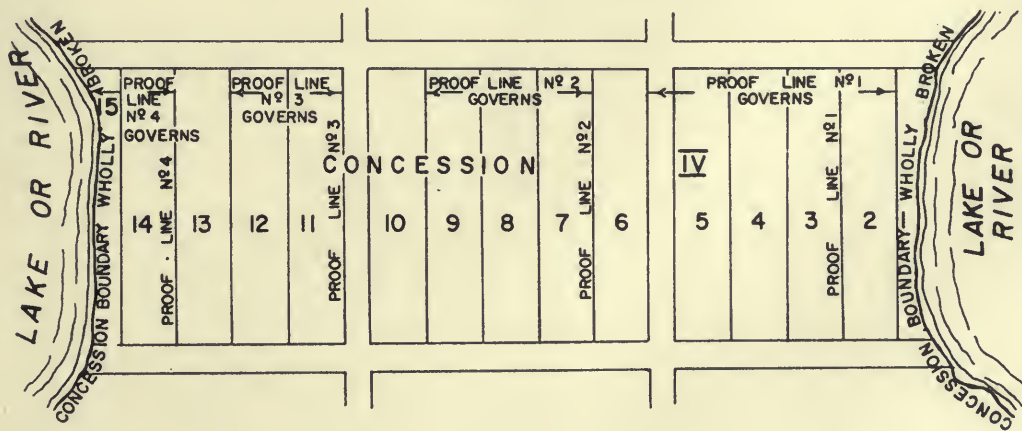 LAKE OR RIVER
CONCESSION BOUNDARY WHOLLY BROKEN
15
PROOF
LINE
Nº 4
GOVERNS
PROOF LINE
Nº 3
GOVERNS
PROOF LINE Nº 2
GOVERNS
PROOF LINE Nº 1
GOVERNS
CONCESSION IV
14
PROOF LINE Nº 4
13
12
11
PROOF LINE Nº 3
10
9
8
7
PROOF LINE Nº 2
6
5
4
3
PROOF LINE Nº 1
2
CONCESSION BOUNDARY—WHOLLY BROKEN
LAKE OR
RIVER